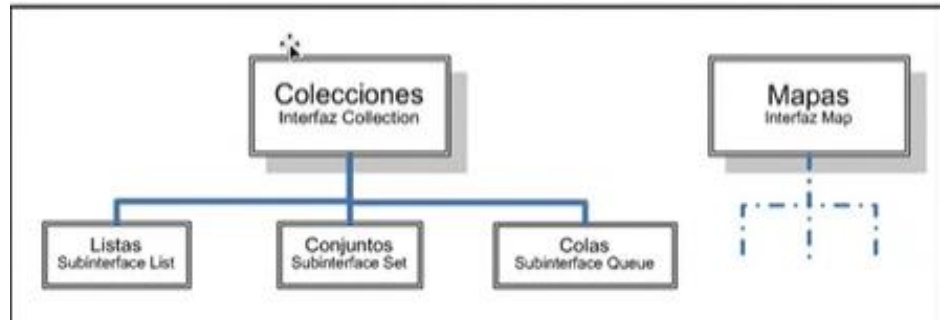 Colecciones
Interfaz Collection
Mapas
Interfaz Map
Listas
Subinterface List
Conjuntos
Subinterface Set
Colas
Subinterface Queue